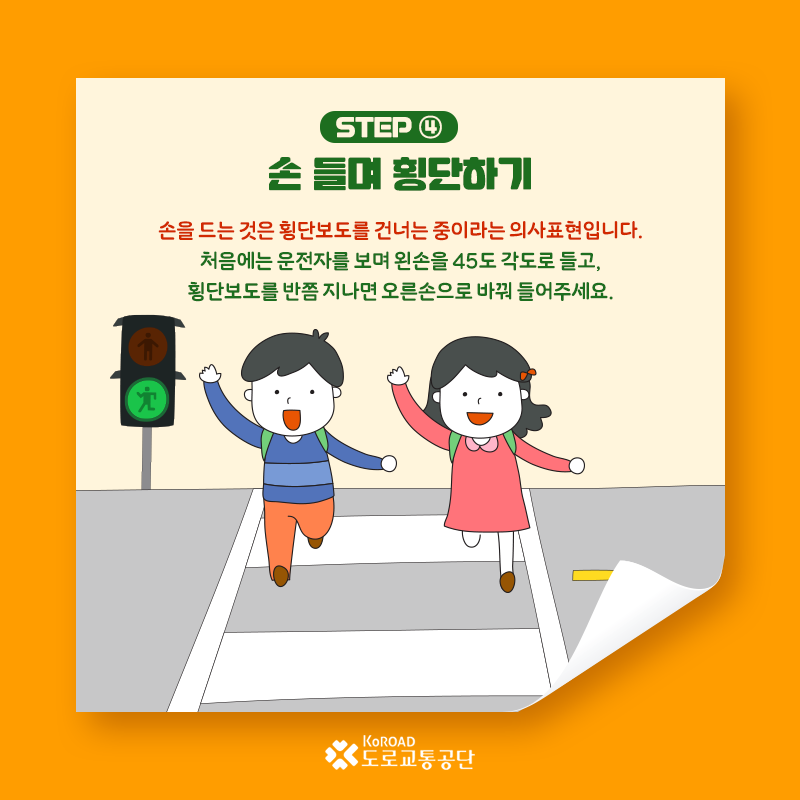 STEP ④
손 들며 횡단하기
손을 드는 것은 횡단보도를 건너는 중이라는 의사표현입니다.
처음에는 운전자를 보며 왼손을 45도 각도로 들고,
횡단보도를 반쯤 지나면 오른손으로 바꿔 들어주세요.
KoROAD
도로교통공단